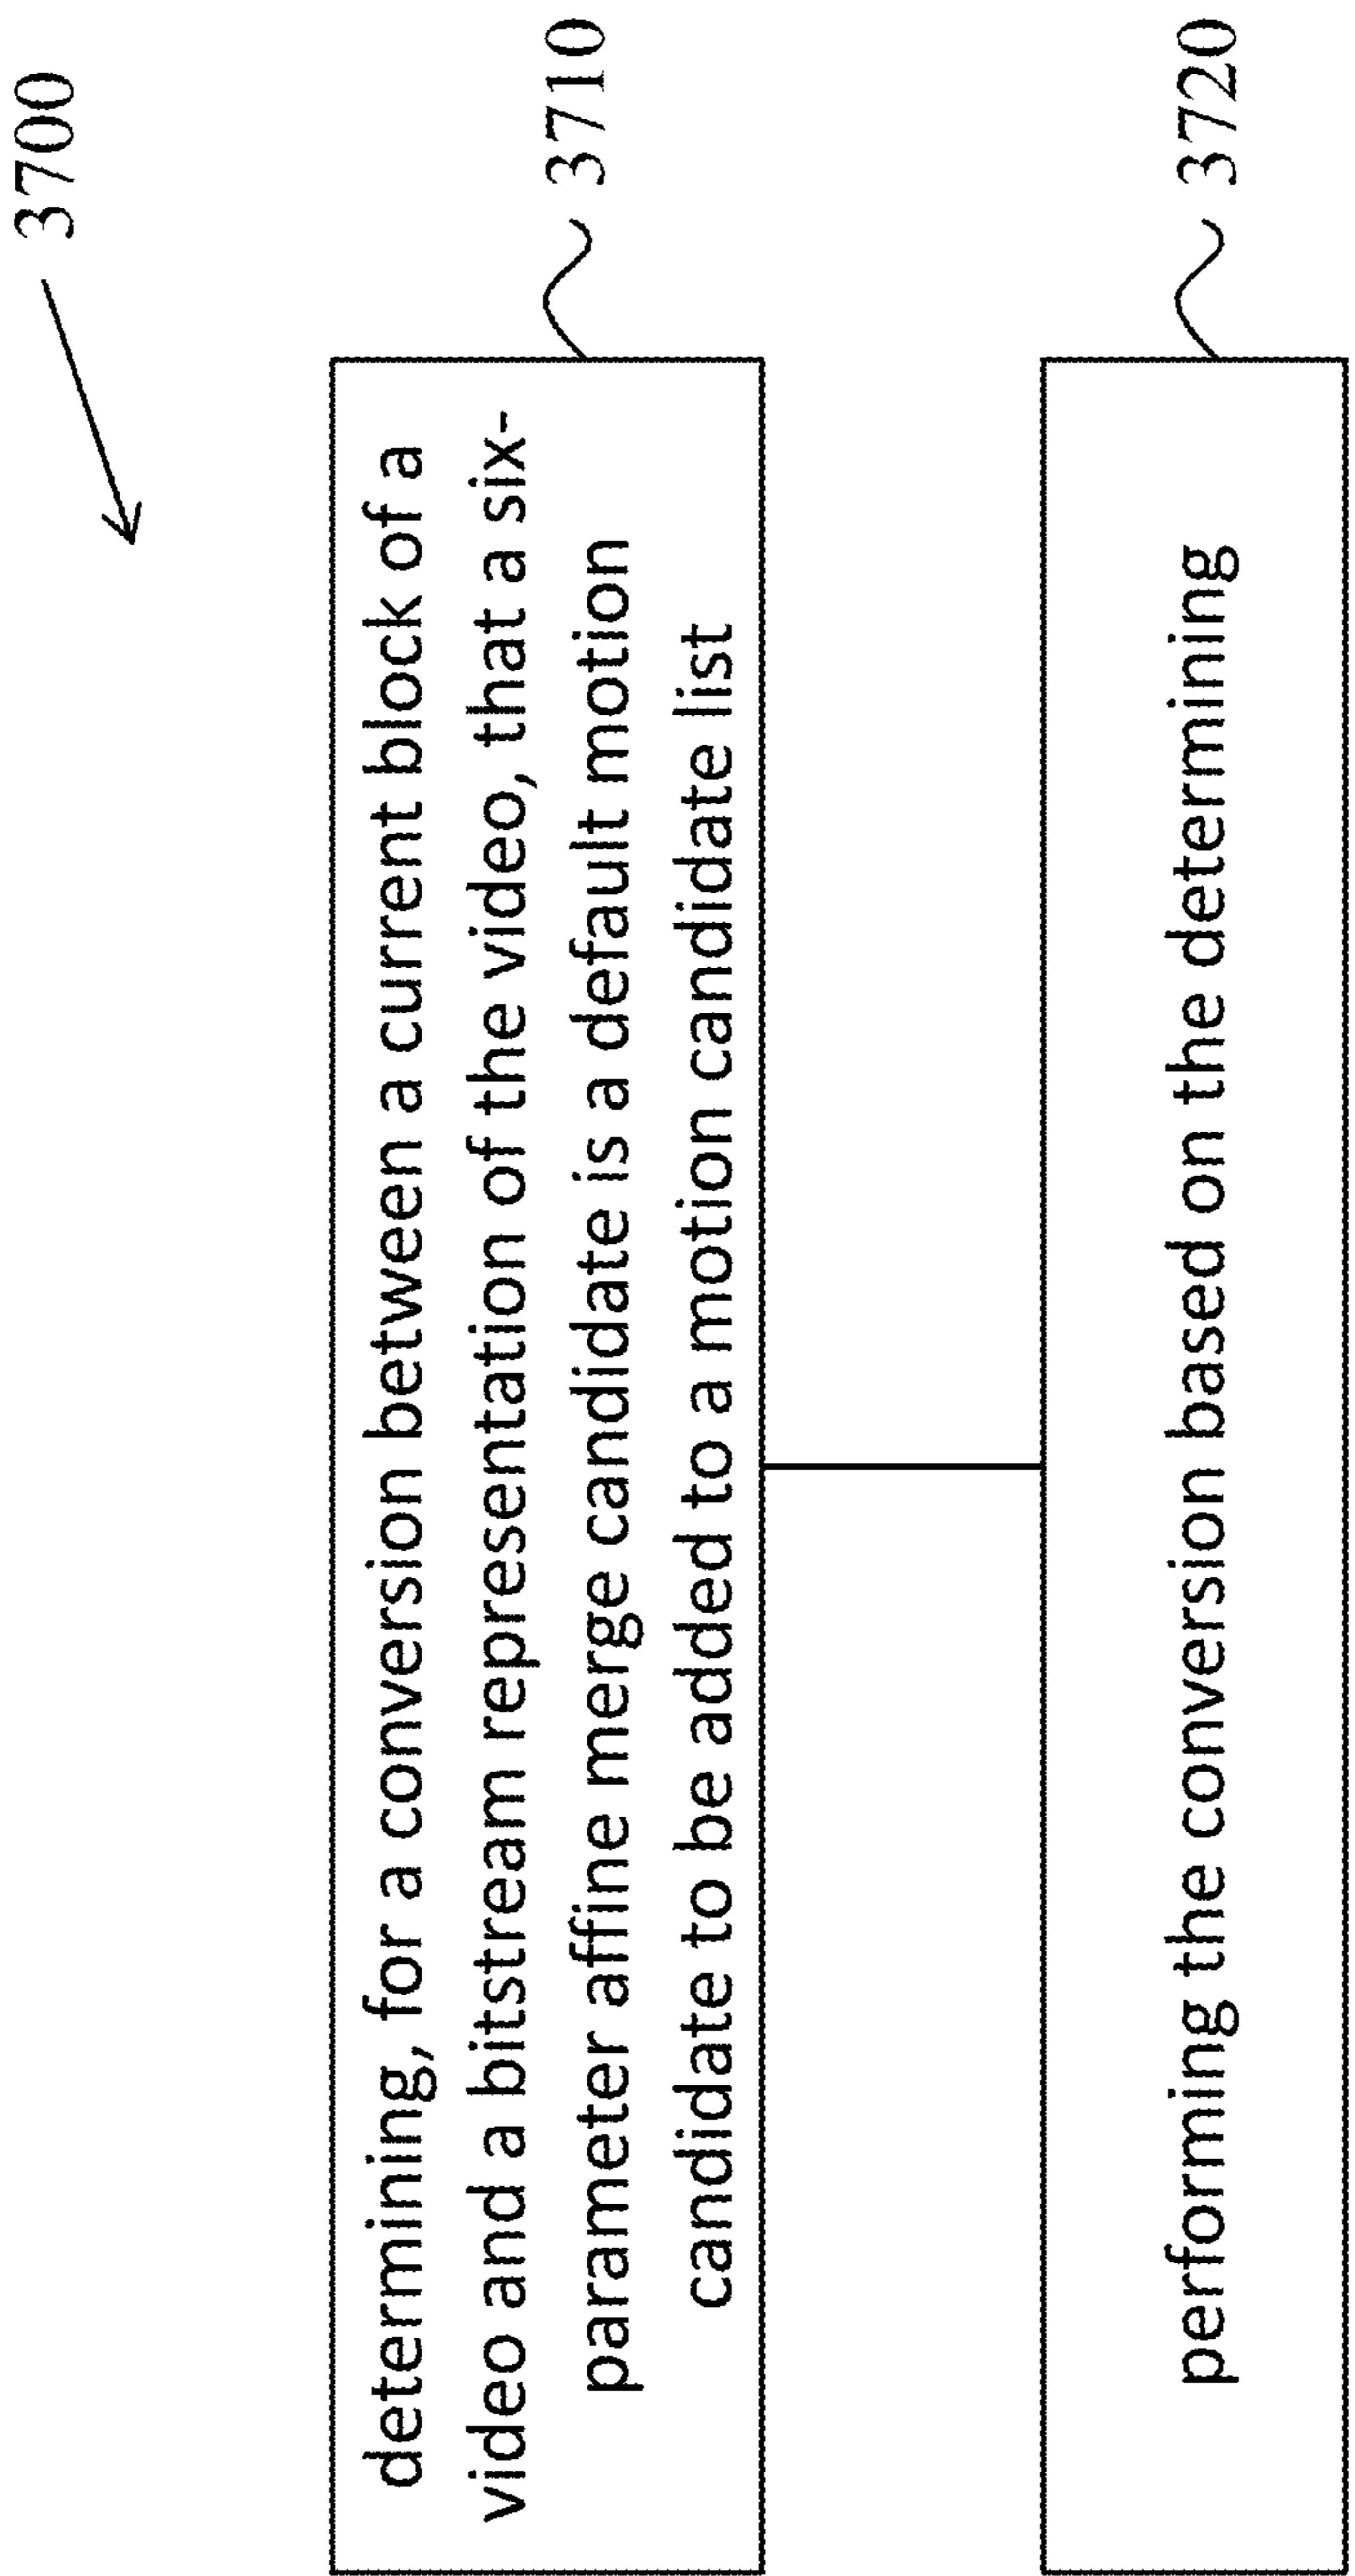 3700
determining, for a conversion between a current block of a
video and a bitstream representation of the video, that a six-
parameter affine merge candidate is a default motion
candidate to be added to a motion candidate list
3710
performing the conversion based on the determining
3720